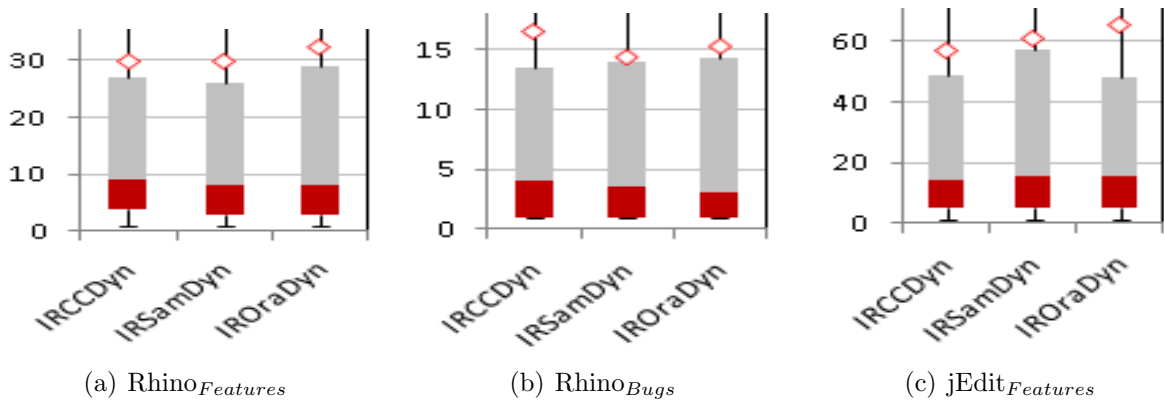 30
20
10
0
IRCCDyn
IRSamDyn
IROraDyn
(a) Rhino_Features
15
10
5
0
IRCCDyn
IRSamDyn
IROraDyn
(b) Rhino_Bugs
60
40
20
0
IRCCDyn
IRSamDyn
IROraDyn
(c) jEdit_Features